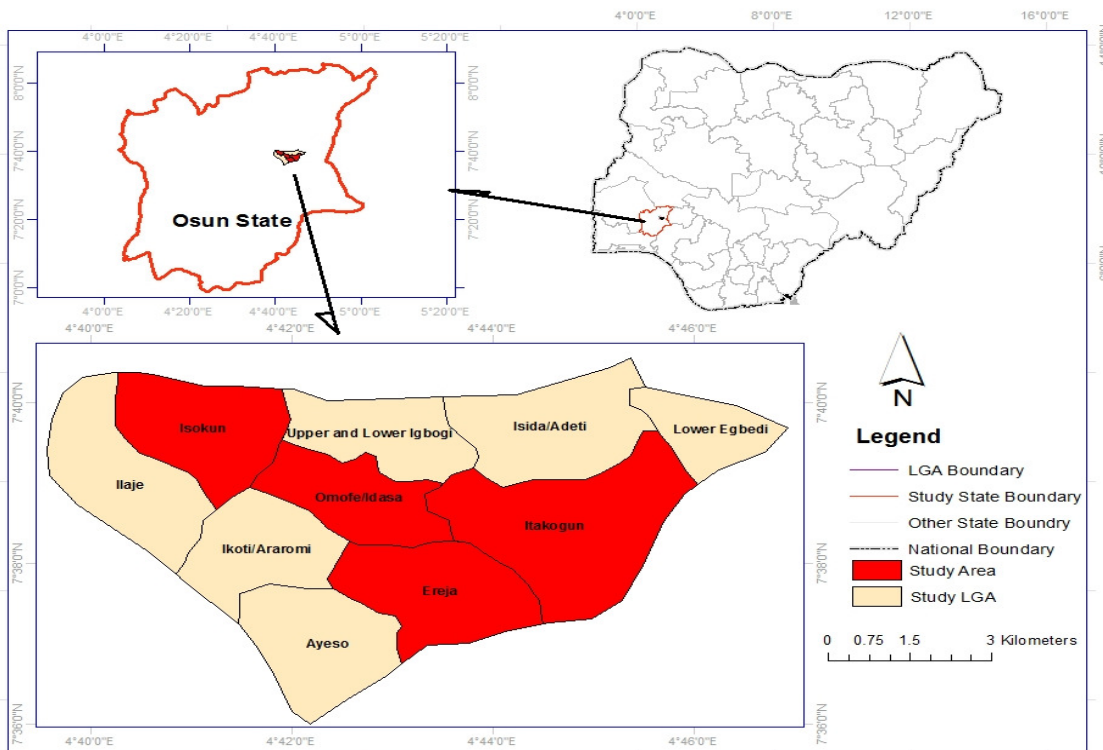 4°0'0"E 8°0'0"E 12°0'0"E 16°0'0"E
4°0'0"E 4°20'0"E 4°40'0"E 5°0'0"E 5°20'0"E
8°0'0"N 8°0'0"N
7°40'0"N 7°40'0"N
7°20'0"N 7°20'0"N
7°0'0"N 7°0'0"N
Osun State
4°0'0"E 4°20'0"E 4°40'0"E 5°0'0"E 5°20'0"E
4°40'0"E 4°42'0"E 4°44'0"E 4°46'0"E
7°40'0"N 7°40'0"N
Isokun
Upper and Lower Igbogi
Isida/Adeti
Lower Egbedi
Ilaje
Omofe/Idasa
Itakogun
Ikoti/Araromi
7°38'0"N 7°38'0"N
Ereja
Ayeso
7°36'0"N 7°36'0"N
4°40'0"E 4°42'0"E 4°44'0"E 4°46'0"E
N
Legend
LGA Boundary
Study State Boundary
Other State Boundry
National Boundary
Study Area
Study LGA
0 0.75 1.5 3 Kilometers